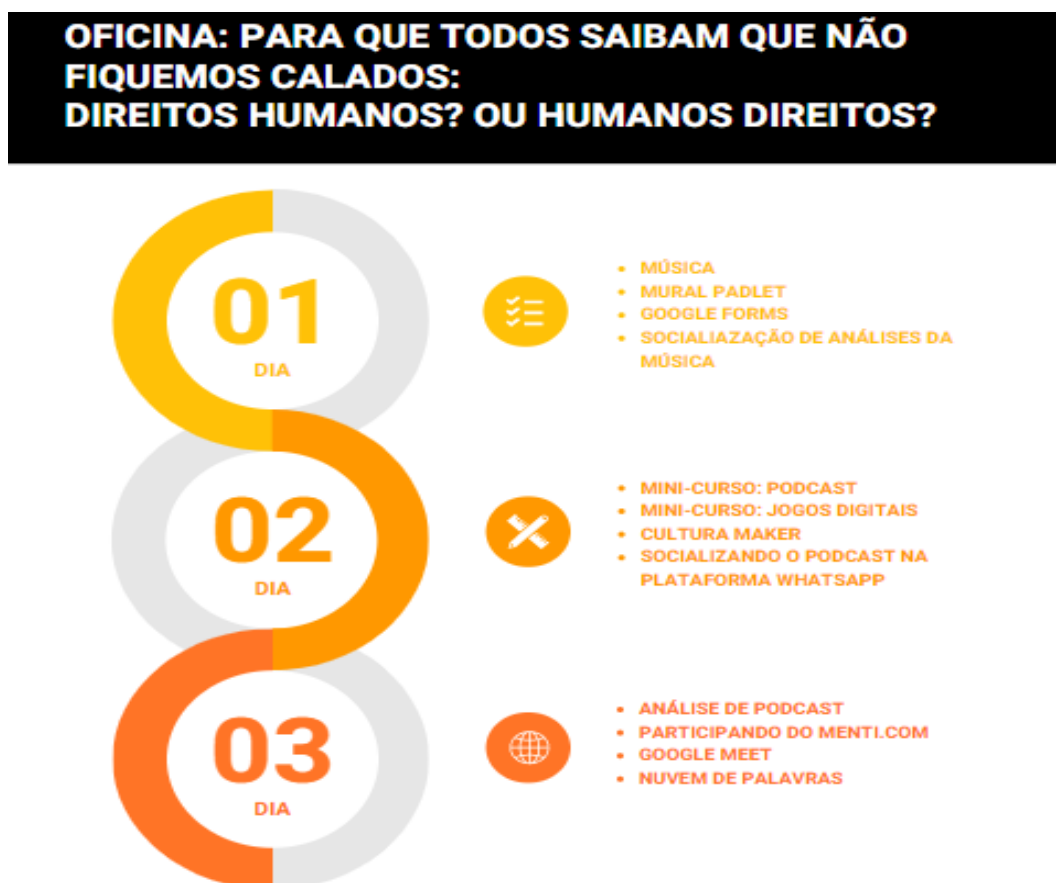 OFICINA: PARA QUE TODOS SAIBAM QUE NÃO
FIQUEMOS CALADOS:
DIREITOS HUMANOS? OU HUMANOS DIREITOS?
01
DIA
• MÚSICA
• MURAL PADLET
• GOOGLE FORMS
• SOCIALIAZAÇÃO DE ANÁLISES DA
MÚSICA
02
DIA
• MINI-CURSO: PODCAST
• MINI-CURSO: JOGOS DIGITAIS
• CULTURA MAKER
• SOCIALIZANDO O PODCAST NA
PLATAFORMA WHATSAPP
03
DIA
• ANÁLISE DE PODCAST
• PARTICIPANDO DO MENTI.COM
• GOOGLE MEET
• NUVEM DE PALAVRAS